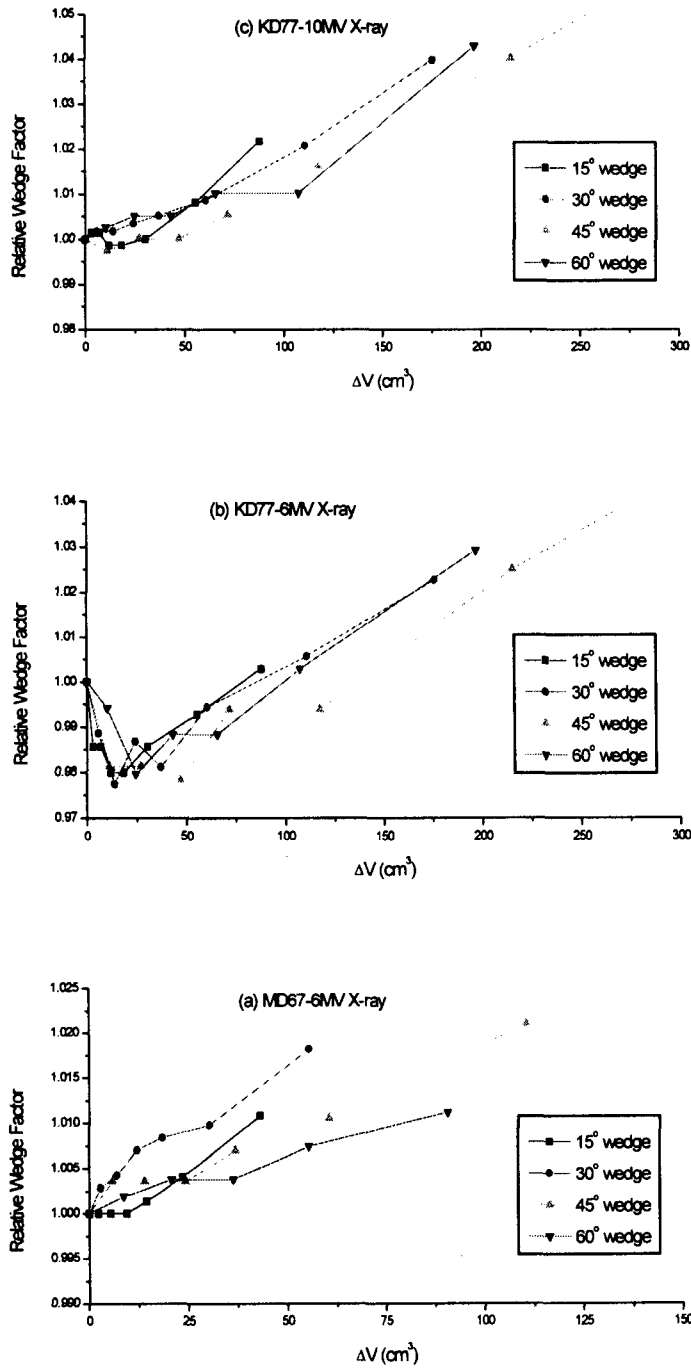 (c) KD77-10MV X-ray
Relative Wedge Factor
1.05
1.04
1.03
1.02
1.01
1.00
0.99
0.98
0
50
100
150
200
250
300
ΔV (cm³)
15° wedge
30° wedge
45° wedge
60° wedge
(b) KD77-6MV X-ray
Relative Wedge Factor
1.04
1.03
1.02
1.01
1.00
0.99
0.98
0.97
0
50
100
150
200
250
300
ΔV (cm³)
15° wedge
30° wedge
45° wedge
60° wedge
(a) MD67-6MV X-ray
Relative Wedge Factor
1.025
1.020
1.015
1.010
1.005
1.000
0.995
0.990
0
25
50
75
100
125
150
ΔV (cm³)
15° wedge
30° wedge
45° wedge
60° wedge